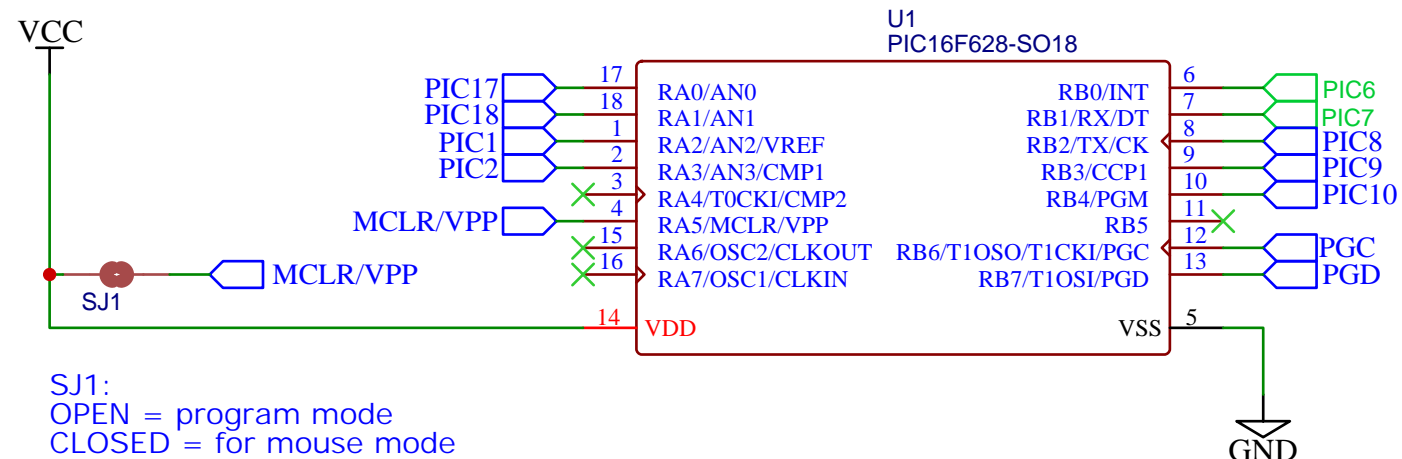 VCC
U1
PIC16F628-SO18
PIC17 17 RA0/AN0 RB0/INT 6 PIC6
PIC18 18 RA1/AN1 RB1/RX/DT 7 PIC7
PIC1 1 RA2/AN2/VREF RB2/TX/CK 8 PIC8
PIC2 2 RA3/AN3/CMP1 RB3/CCP1 9 PIC9
3 RA4/T0CKI/CMP2 RB4/PGM 10 PIC10
MCLR/VPP 4 RA5/MCLR/VPP RB5 11
15 RA6/OSC2/CLKOUT RB6/T1OSO/T1CKI/PGC 12 PGC
16 RA7/OSC1/CLKIN RB7/T1OSI/PGD 13 PGD
MCLR/VPP
SJ1
14 VDD VSS 5
SJ1:
OPEN = program mode
CLOSED = for mouse mode
GND